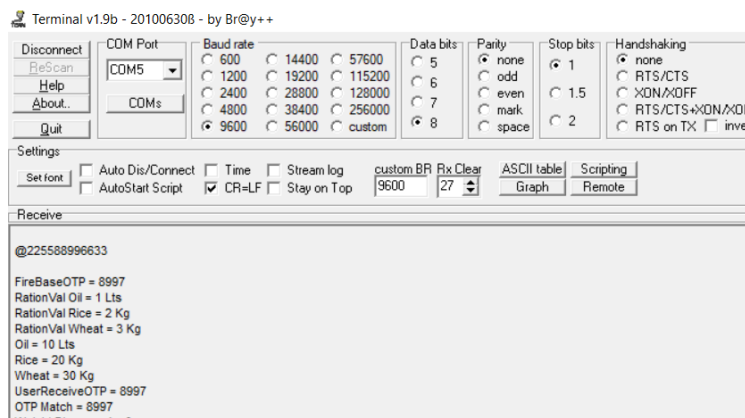 Terminal v1.9b - 20100630ß - by Br@y++
Disconnect
ReScan
Help
About..
Quit
COM Port
COM5
COMs
Baud rate
600 14400 57600
1200 19200 115200
2400 28800 128000
4800 38400 256000
9600 56000 custom
Data bits
5
6
7
8
Parity
none
odd
even
mark
space
Stop bits
1
1.5
2
Handshaking
none
RTS/CTS
XON/XOFF
RTS/CTS+XON/XO
RTS on TX inve
Settings
Set font
Auto Dis/Connect Time Stream log
AutoStart Script CR=LF Stay on Top
custom BR Rx Clear
9600 27
ASCII table Scripting
Graph Remote
Receive
@225588996633
FireBaseOTP = 8997
RationVal Oil = 1 Lts
RationVal Rice = 2 Kg
RationVal Wheat = 3 Kg
Oil = 10 Lts
Rice = 20 Kg
Wheat = 30 Kg
UserReceiveOTP = 8997
OTP Match = 8997